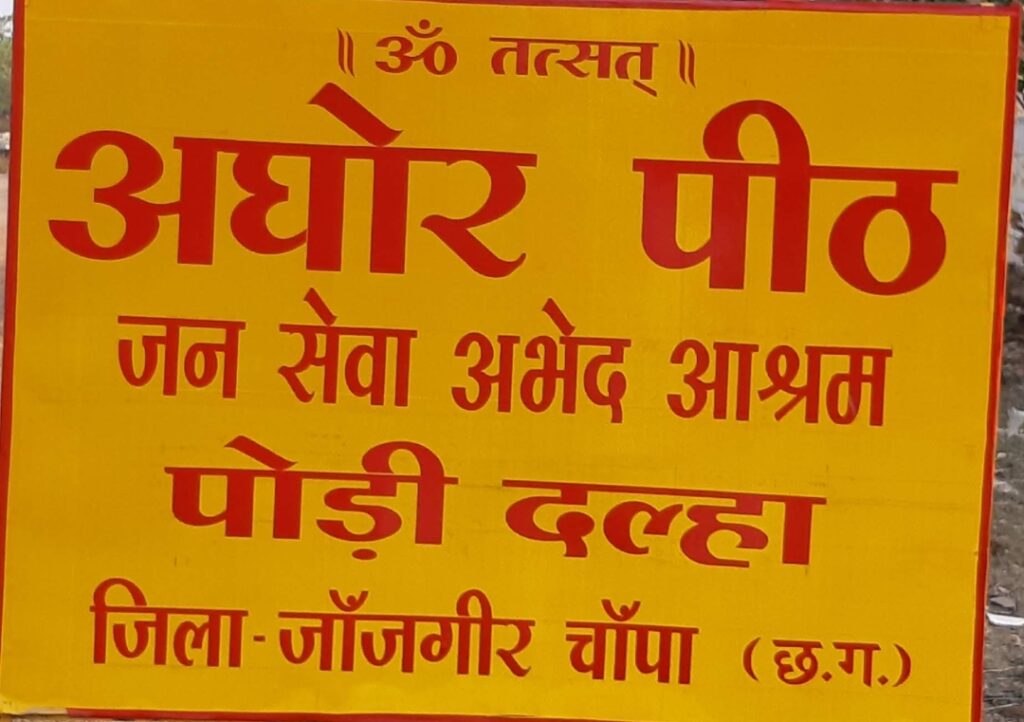 ॥ ॐ तत्सत् ॥
अघोर पीठ
जन सेवा अभेद आश्रम
पोड़ी दल्हा
जिला-जाँजगीर चाँपा (छ.ग.)